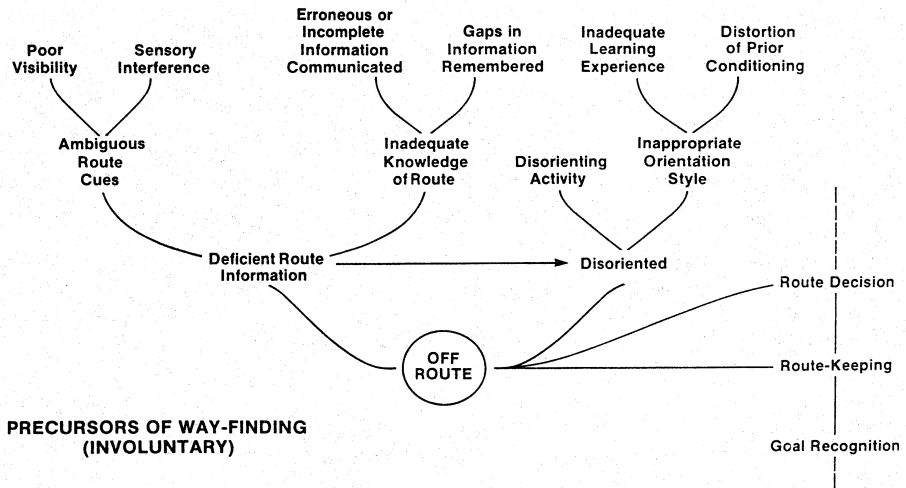 Poor
Visibility
Sensory
Interference
Erroneous or
Incomplete
Information
Communicated
Gaps in
Information
Remembered
Inadequate
Learning
Experience
Distortion
of Prior
Conditioning
Ambiguous
Route
Cues
Inadequate
Knowledge
of Route
Disorienting
Activity
Inappropriate
Orientation
Style
Deficient Route
Information
Disoriented
Route Decision
OFF
ROUTE
Route-Keeping
PRECURSORS OF WAY-FINDING
(INVOLUNTARY)
Goal Recognition